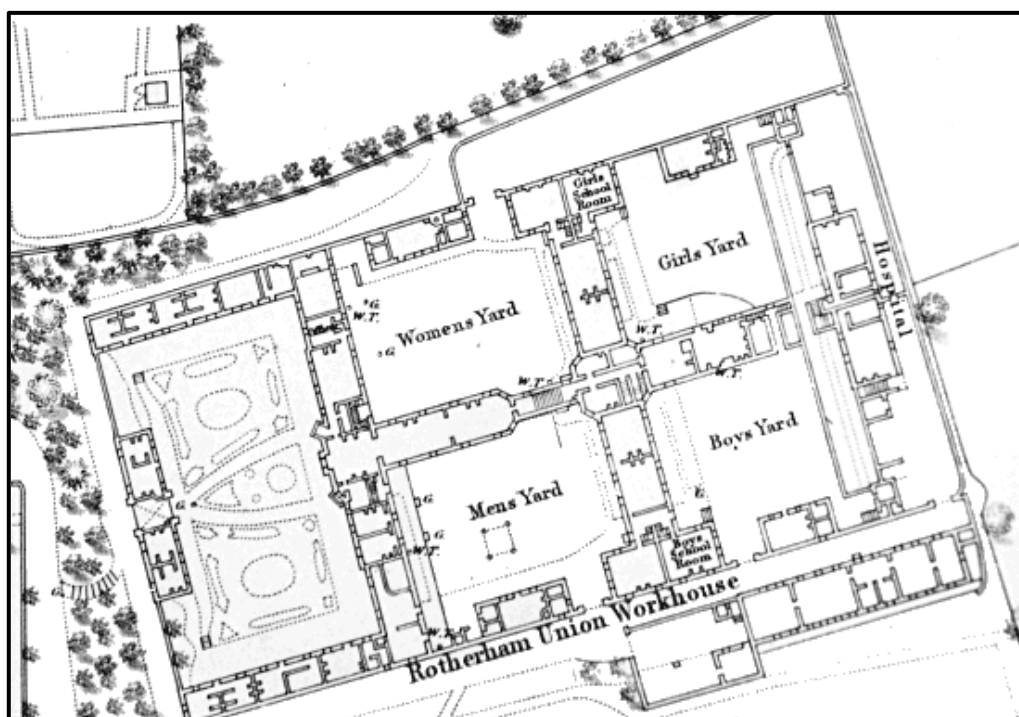 Girls
School
Room
Girls Yard
Hospital
G.
W.T.
Womens Yard
G
W.T.
W.T.
W.T.
Boys Yard
Mens Yard
G
G
G
W.T.
G
Boys
School
Room
W.T.
Rotherham Union Workhouse
G